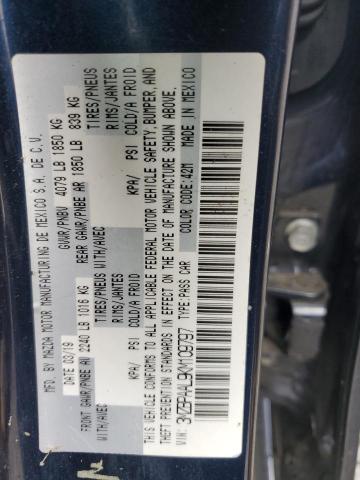 MFD. BY MAZDA MOTOR MANUFACTURING DE MEXICO S.A. DE C.V.
DATE 03/19 GVWR/PNBV 4079 LB 1850 KG
FRONT GAWR/PNBE AV 2240 LB 1016 KG REAR GAWR/PNBE AR 1850 LB 839 KG
WITH/AVEC TIRES/PNEUS WITH/AVEC TIRES/PNEUS
RIMS/JANTES RIMS/JANTES
KPA/ PSI COLD/A FROID KPA/ PSI COLD/A FROID
THIS VEHICLE CONFORMS TO ALL APPLICABLE FEDERAL MOTOR VEHICLE SAFETY, BUMPER, AND
THEFT PREVENTION STANDARDS IN EFFECT ON THE DATE OF MANUFACTURE SHOWN ABOVE.
COLOR CODE: 42M MADE IN MEXICO
VIN: 3MZBPAAL9KM109797 TYPE: PASS CAR